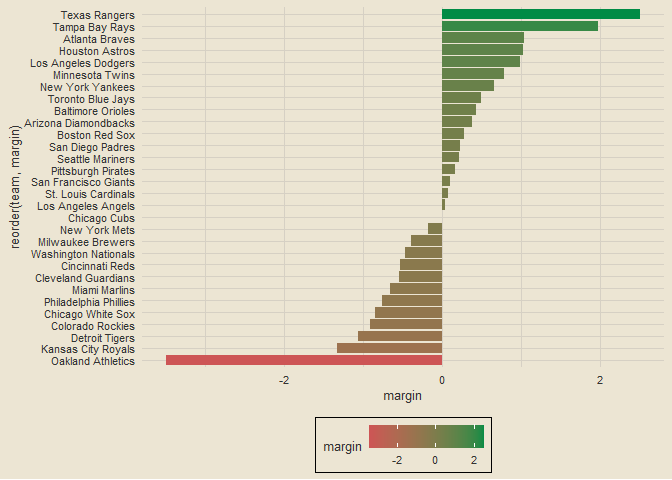 Texas Rangers
Tampa Bay Rays
Atlanta Braves
Houston Astros
Los Angeles Dodgers
Minnesota Twins
New York Yankees
Toronto Blue Jays
Baltimore Orioles
Arizona Diamondbacks
Boston Red Sox
San Diego Padres
Seattle Mariners
Pittsburgh Pirates
San Francisco Giants
St. Louis Cardinals
Los Angeles Angels
Chicago Cubs
New York Mets
Milwaukee Brewers
Washington Nationals
Cincinnati Reds
Cleveland Guardians
Miami Marlins
Philadelphia Phillies
Chicago White Sox
Colorado Rockies
Detroit Tigers
Kansas City Royals
Oakland Athletics
reorder(team, margin)
-2 0 2
margin
margin
-2 0 2